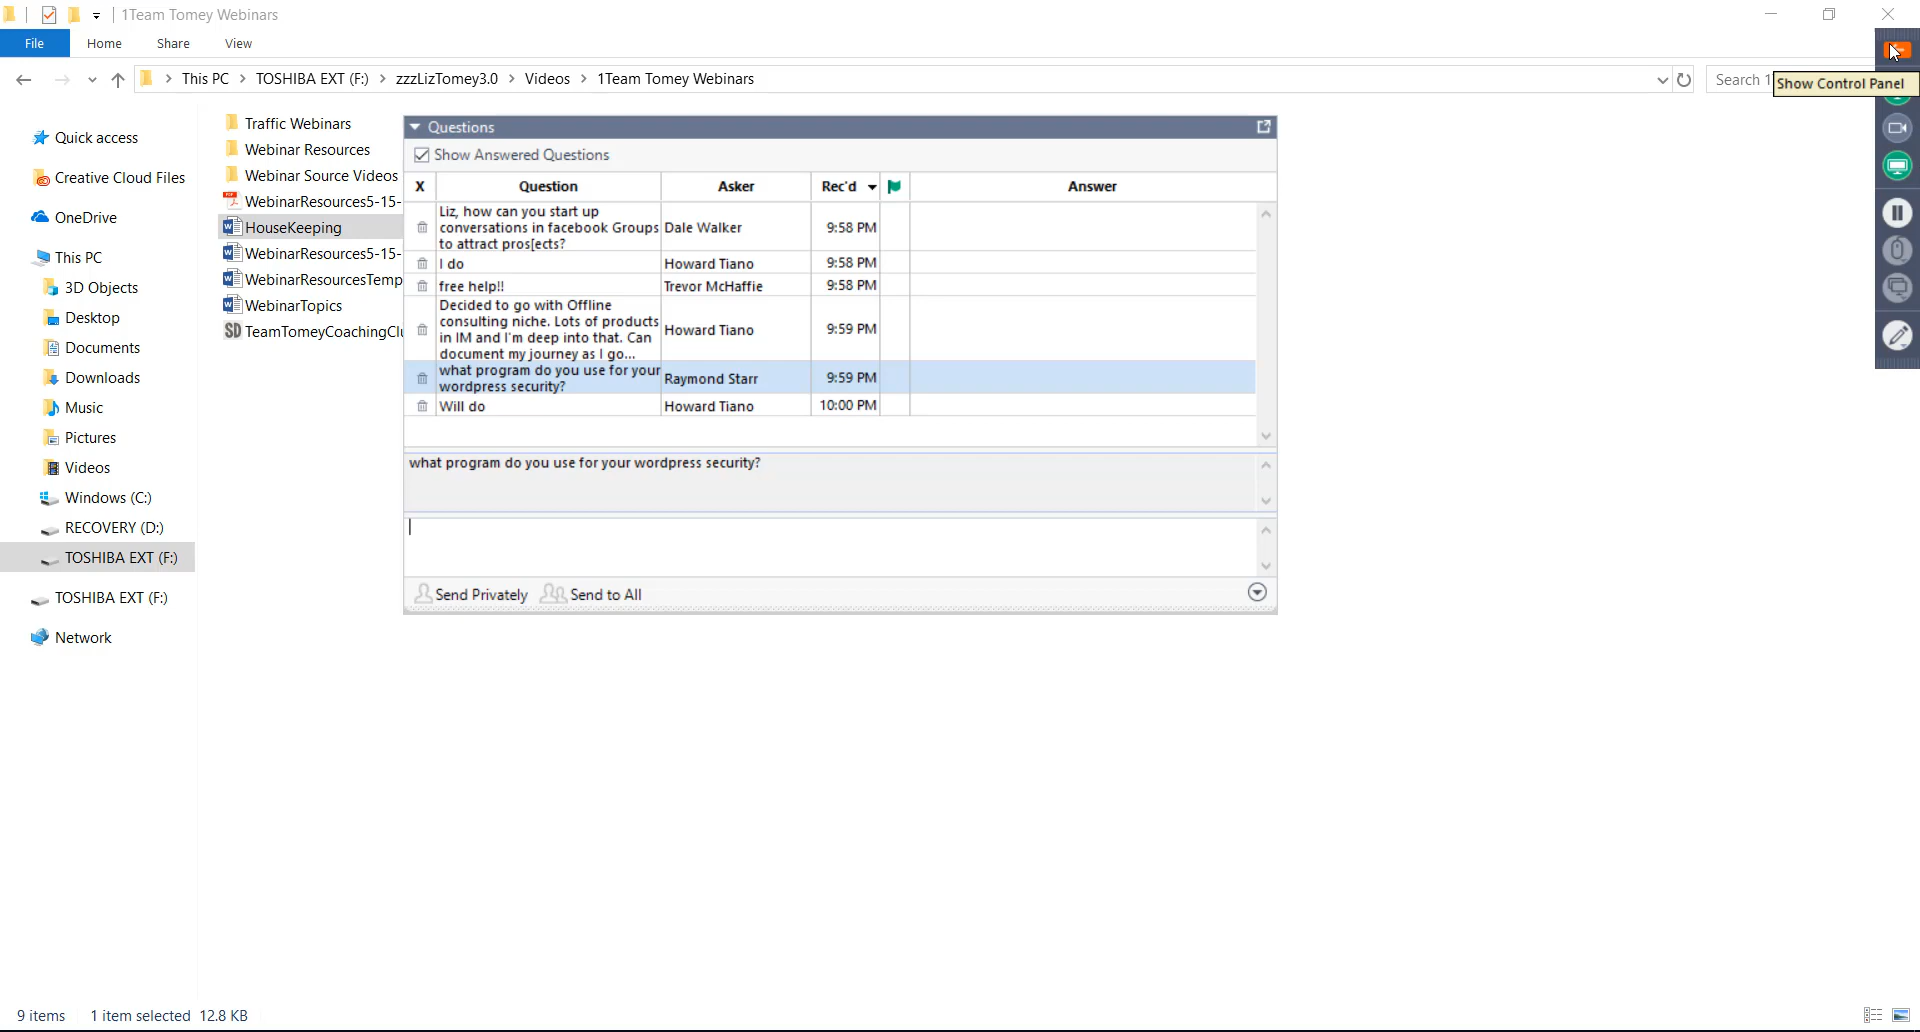 1Team Tomey Webinars
File Home Share View
This PC TOSHIBA EXT (F:) zzzLizTomey3.0 Videos 1Team Tomey Webinars
Search 1
Show Control Panel
Quick access
Creative Cloud Files
OneDrive
This PC
3D Objects
Desktop
Documents
Downloads
Music
Pictures
Videos
Windows (C:)
RECOVERY (D:)
TOSHIBA EXT (F:)
TOSHIBA EXT (F:)
Network
Traffic Webinars
Webinar Resources
Webinar Source Videos
WebinarResources5-15-
HouseKeeping
WebinarResources5-15-
WebinarResourcesTemp
WebinarTopics
TeamTomeyCoachingClu
Questions
Show Answered Questions
X Question Asker Rec'd Answer
Liz, how can you start up
conversations in facebook Groups Dale Walker 9:58 PM
to attract pros[ects?
I do Howard Tiano 9:58 PM
free help!! Trevor McHaffie 9:58 PM
Decided to go with Offline
consulting niche. Lots of products
in IM and I'm deep into that. Can Howard Tiano 9:59 PM
document my journey as I go...
what program do you use for your
wordpress security? Raymond Starr 9:59 PM
Will do Howard Tiano 10:00 PM
what program do you use for your wordpress security?
Send Privately Send to All
9 items 1 item selected 12.8 KB